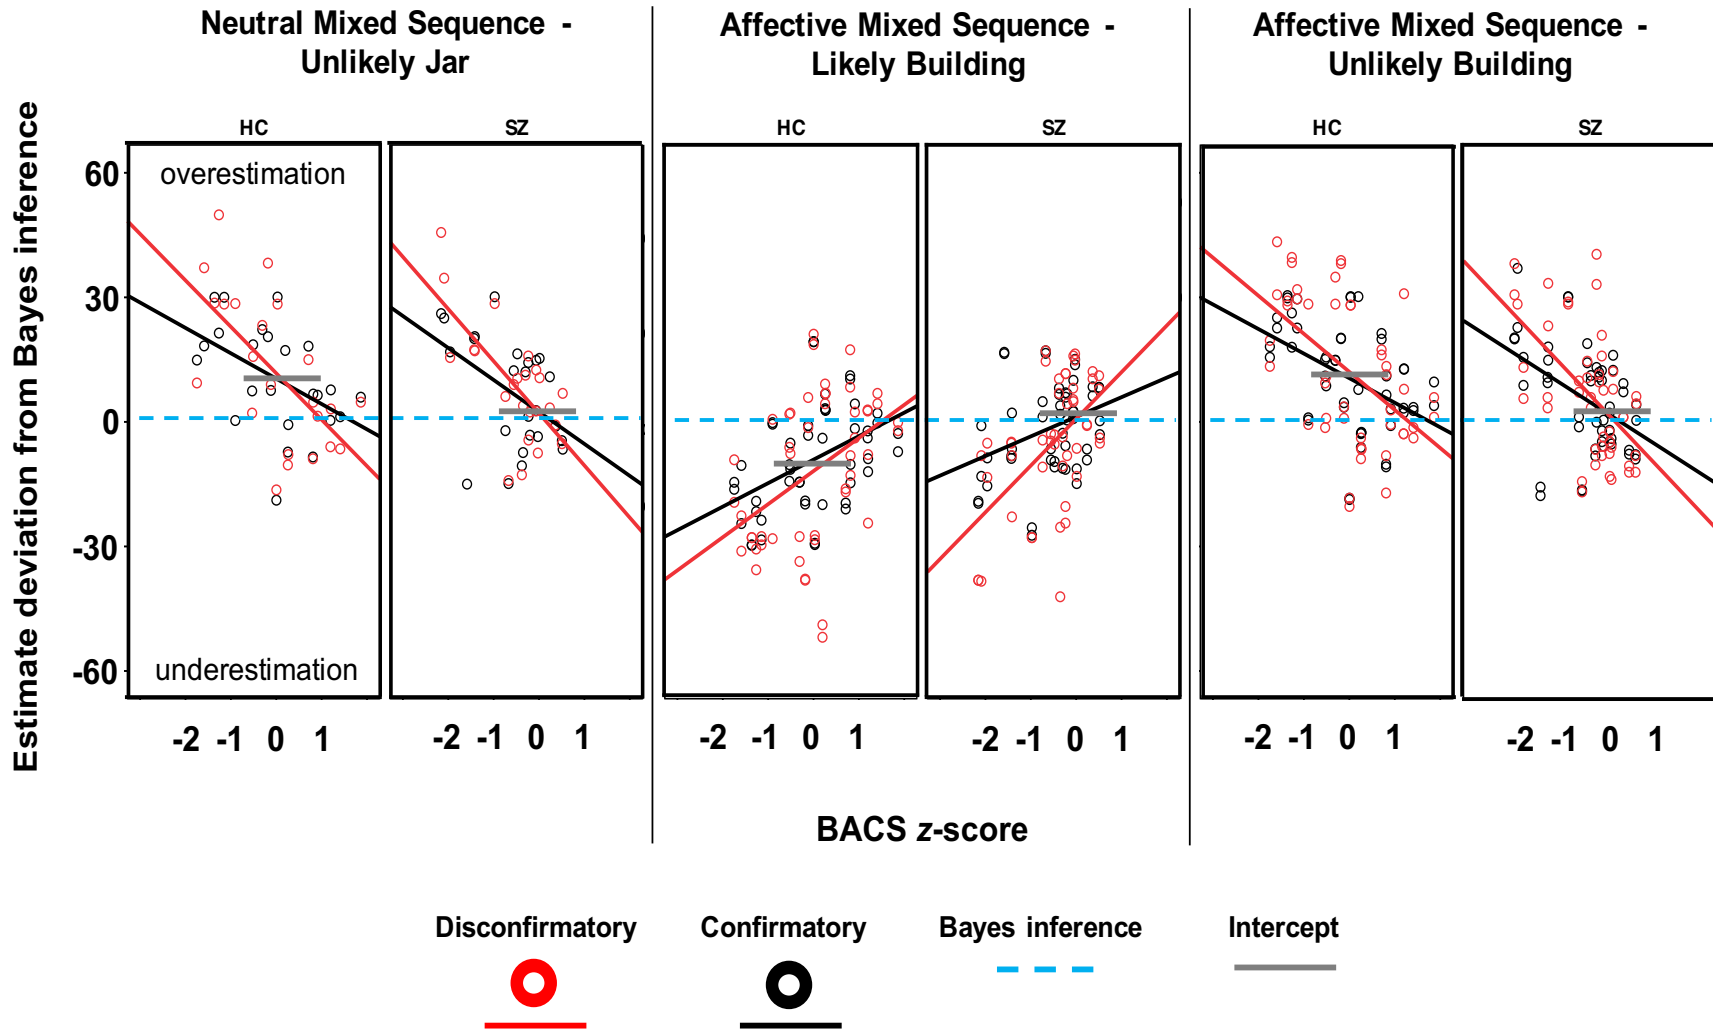 Neutral Mixed Sequence -
Unlikely Jar
Affective Mixed Sequence -
Likely Building
Affective Mixed Sequence -
Unlikely Building
HC
SZ
HC
SZ
HC
SZ
Estimate deviation from Bayes inference
60
30
0
-30
-60
overestimation
underestimation
-2 -1 0 1
-2 -1 0 1
-2 -1 0 1
-2 -1 0 1
-2 -1 0 1
-2 -1 0 1
BACS z-score
Disconfirmatory
Confirmatory
Bayes inference
Intercept